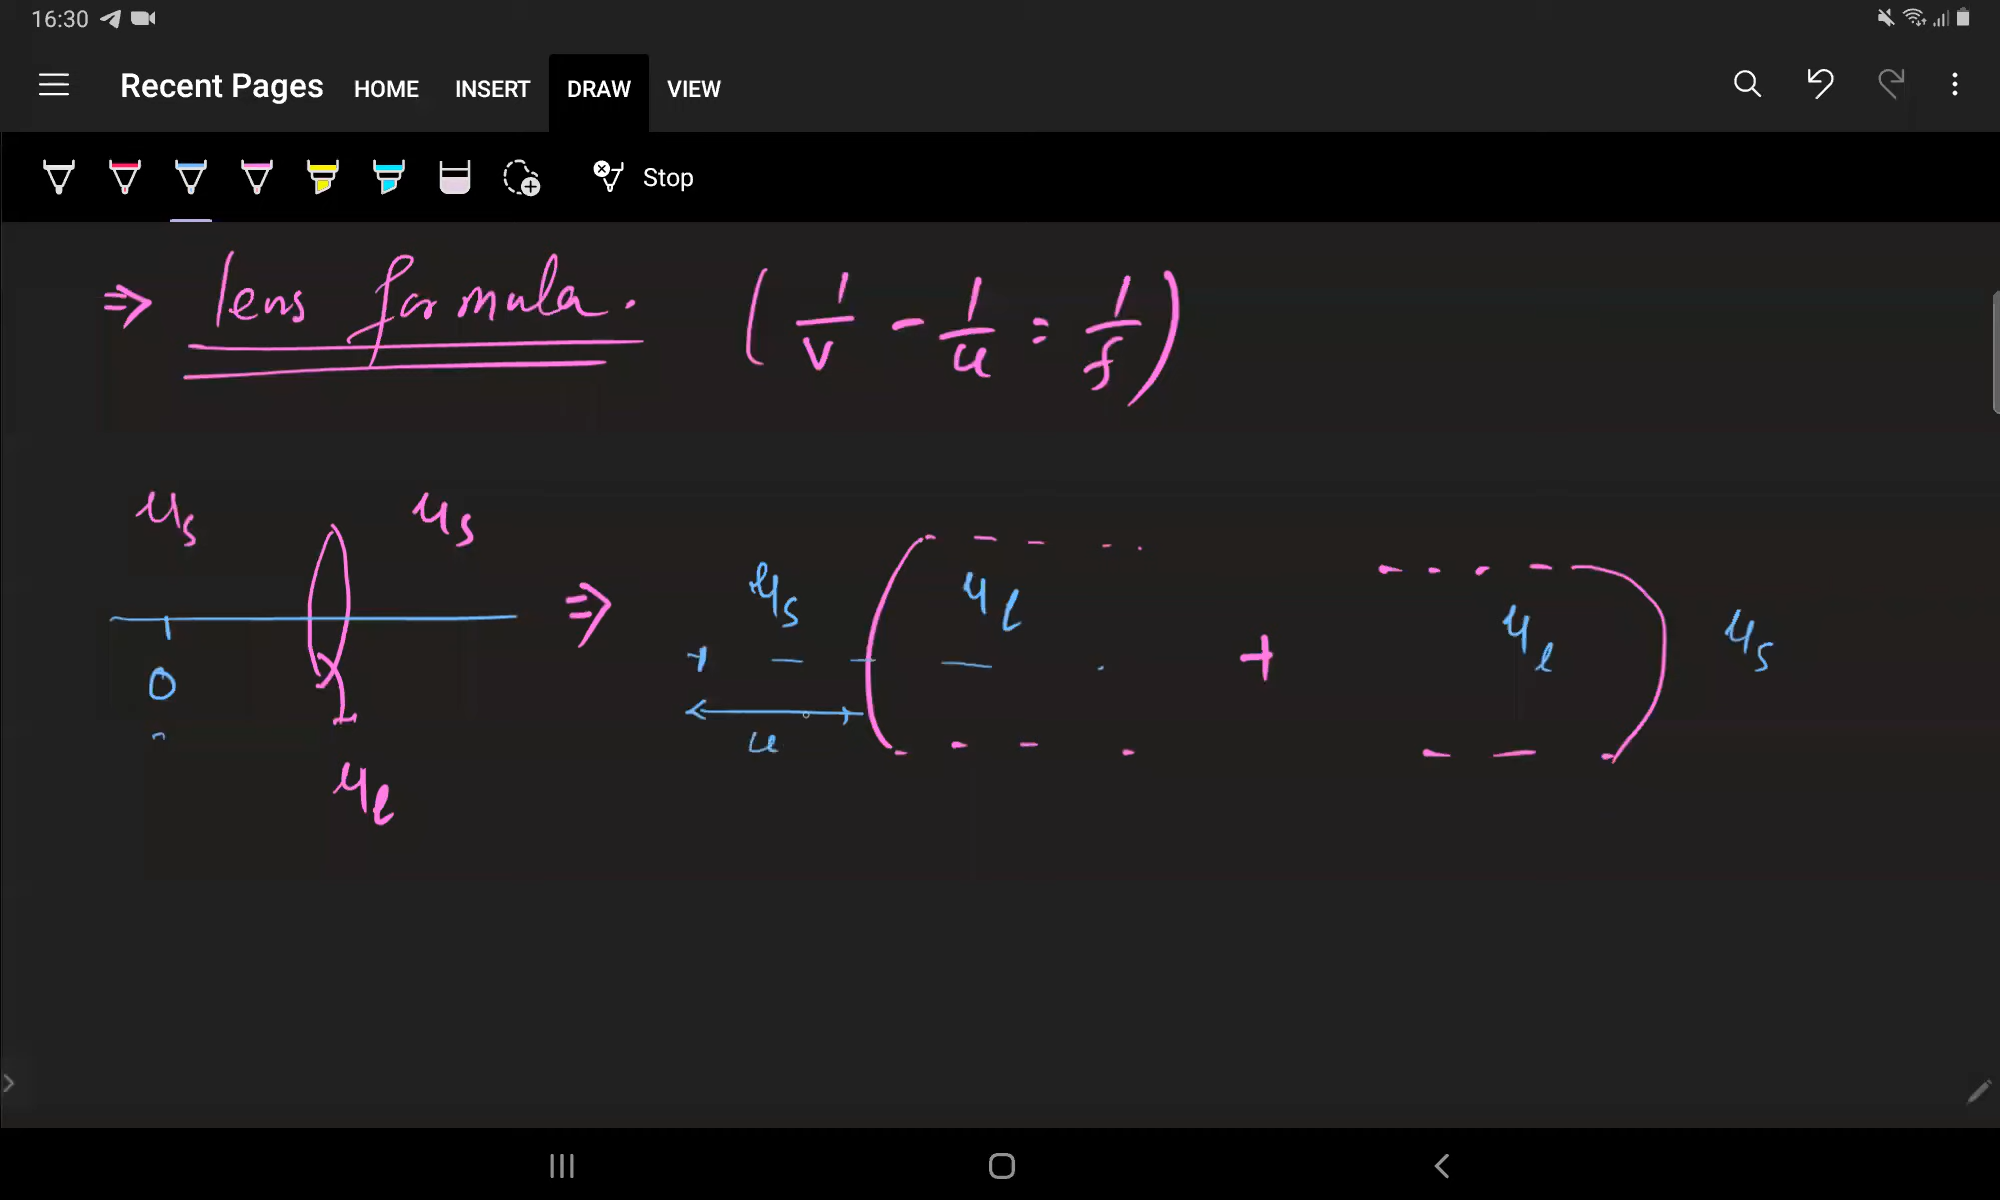 16:30
Recent Pages HOME INSERT DRAW VIEW
Stop
⇒ lens formula. ( 1/v - 1/u = 1/f )
μs μs
⇒ μs μl + μl μs
O
u
μl